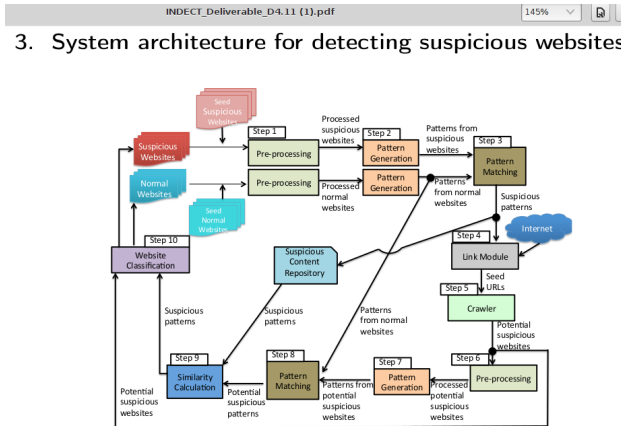 INDECT_Deliverable_D4.11 (1).pdf
145%
3. System architecture for detecting suspicious websites
Seed
Suspicious
Websites
Suspicious
Websites
Normal
Websites
Seed
Normal
Websites
Step 1
Pre-processing
Pre-processing
Processed
suspicious
websites
Processed
normal
websites
Step 2
Pattern
Generation
Pattern
Generation
Patterns from
suspicious
websites
Patterns
from normal
websites
Step 3
Pattern
Matching
Suspicious
patterns
Internet
Step 4
Link Module
Seed
URLs
Step 5
Crawler
Potential
suspicious
websites
Step 6
Pre-processing
Processed
potential
suspicious
websites
Step 7
Pattern
Generation
Patterns from
potential
suspicious
websites
Patterns
from normal
websites
Step 8
Pattern
Matching
Potential
suspicious
patterns
Suspicious
Content
Repository
Suspicious
patterns
Step 9
Similarity
Calculation
Suspicious
patterns
Step 10
Website
Classification
Potential
suspicious
websites